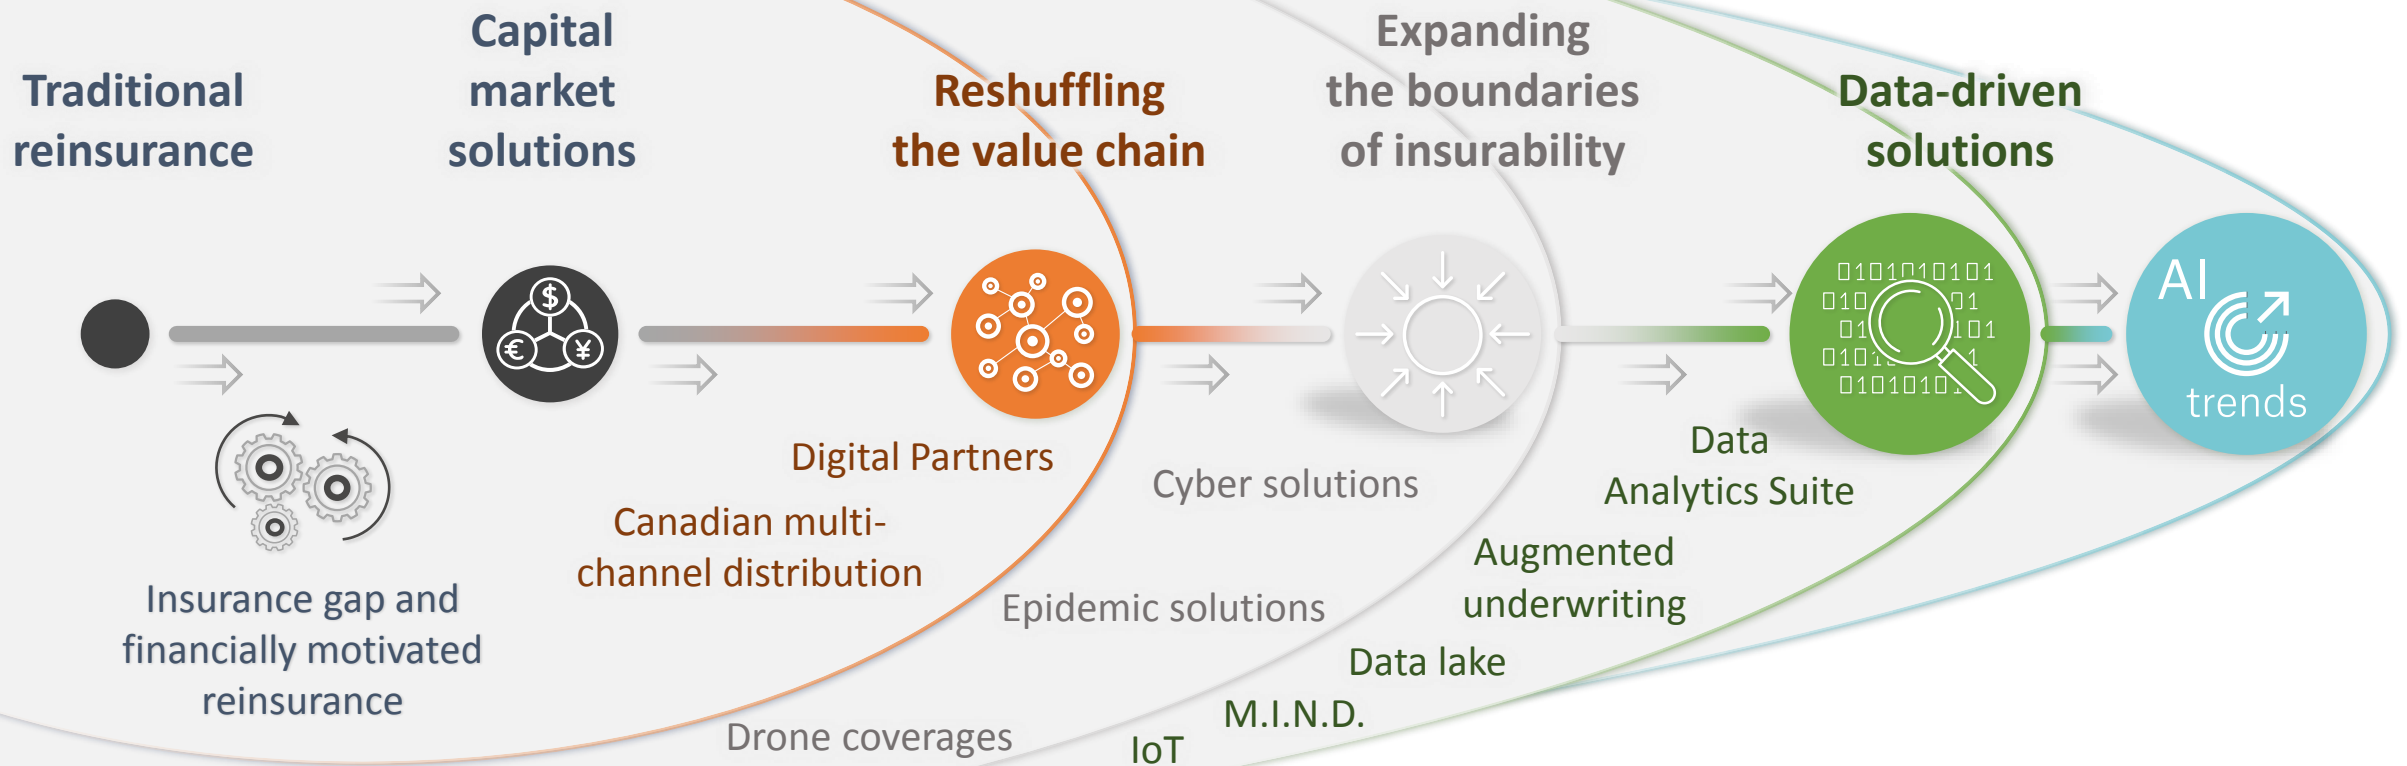 Traditional
reinsurance
Capital
market
solutions
Reshuffling
the value chain
Expanding
the boundaries
of insurability
Data-driven
solutions
$
€
¥
AI
trends
Insurance gap and
financially motivated
reinsurance
Digital Partners
Canadian multi-
channel distribution
Cyber solutions
Epidemic solutions
Drone coverages
Data
Analytics Suite
Augmented
underwriting
Data lake
M.I.N.D.
IoT